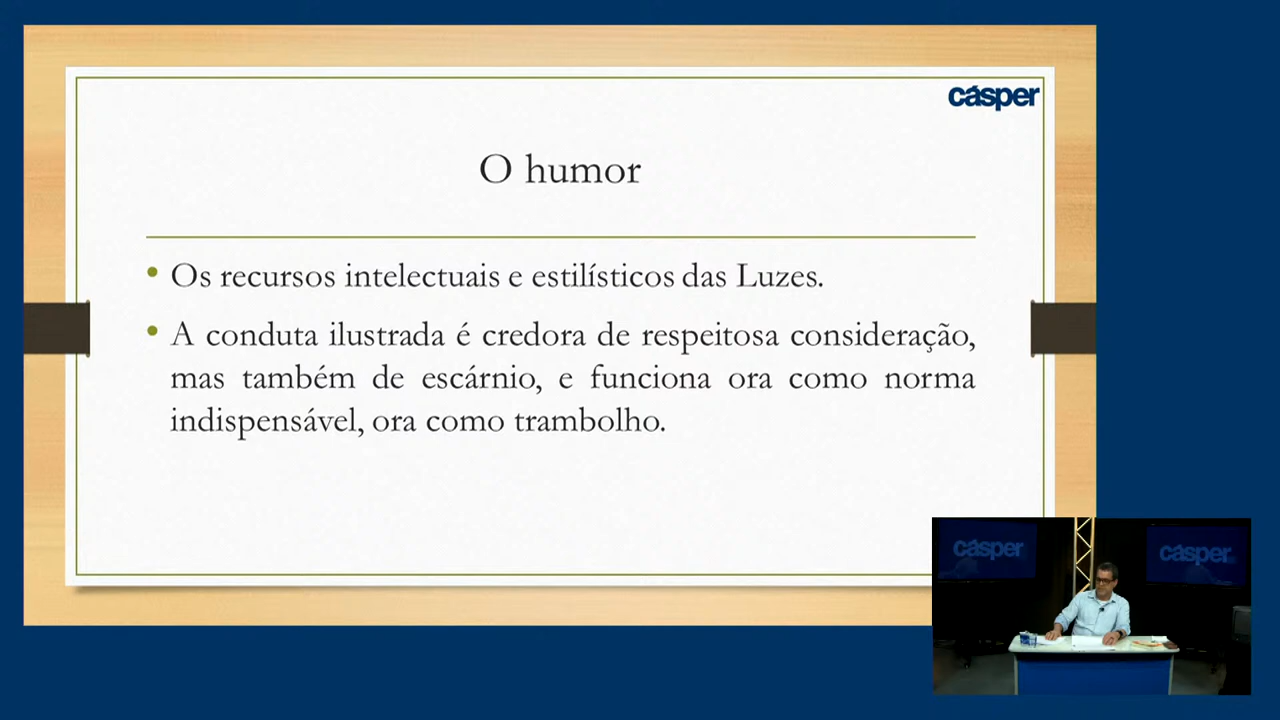 cásper
O humor
• Os recursos intelectuais e estilísticos das Luzes.
• A conduta ilustrada é credora de respeitosa consideração,
mas também de escárnio, e funciona ora como norma
indispensável, ora como trambolho.
cásper
cásper